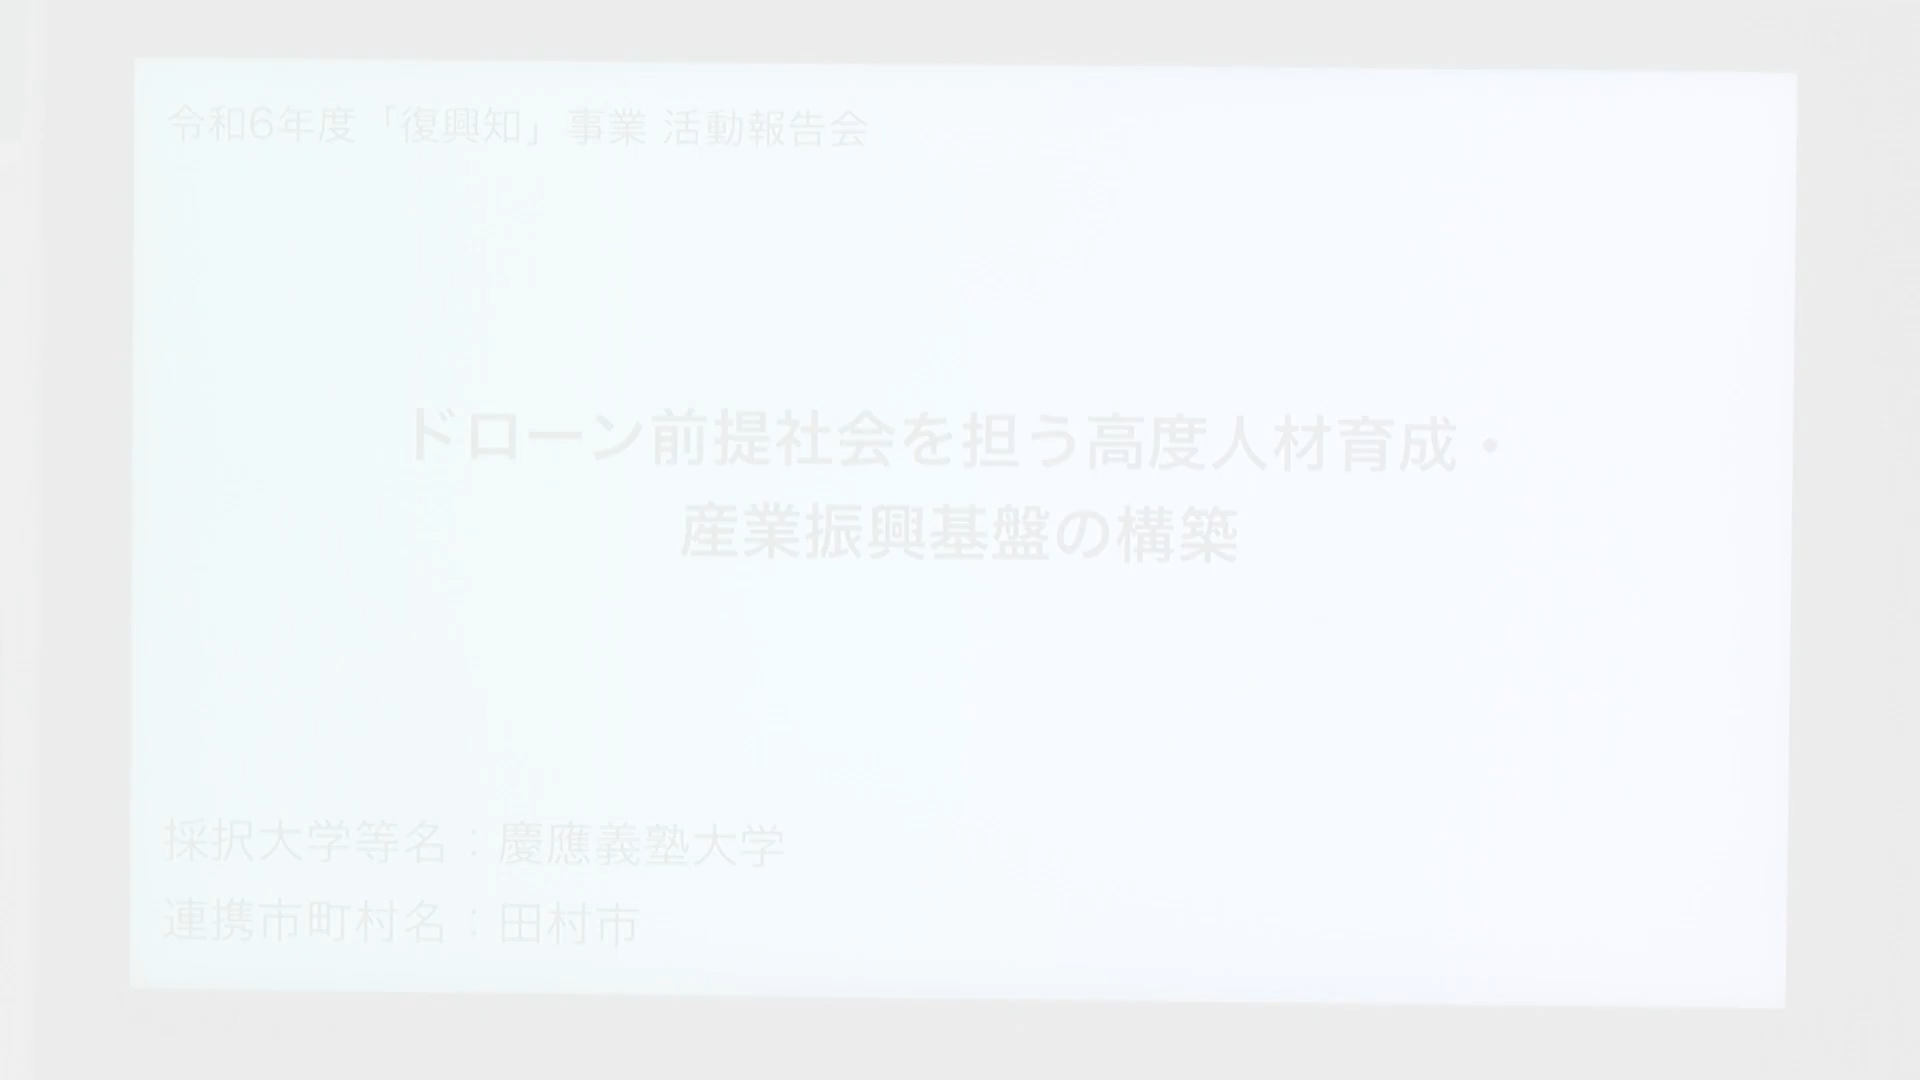 令和6年度「復興知」事業 活動報告会
ドローン前提社会を担う高度人材育成・
産業振興基盤の構築
採択大学等名：慶應義塾大学
連携市町村名：田村市